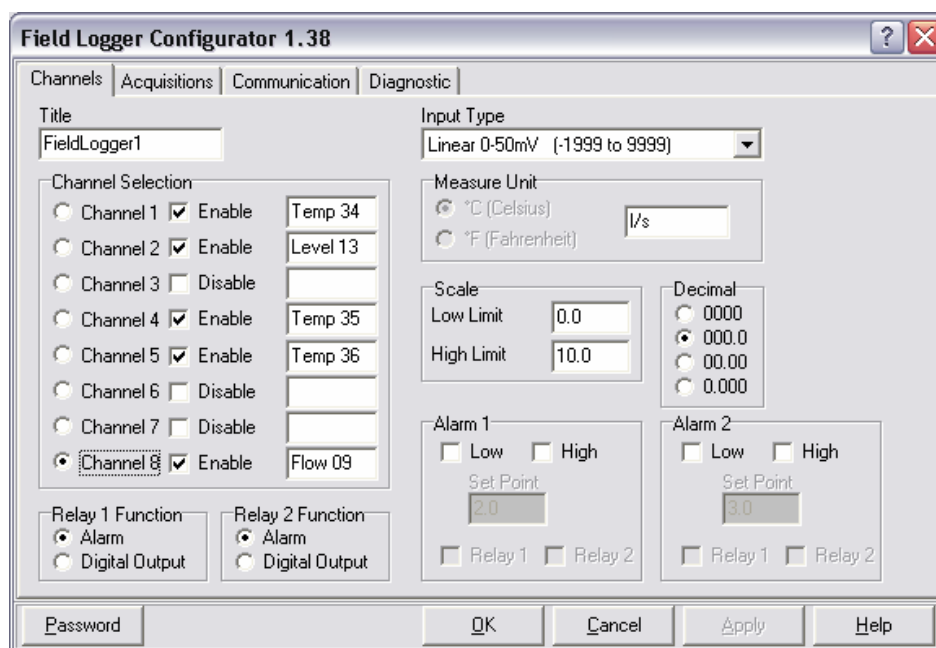 Field Logger Configurator 1.38
Channels Acquisitions Communication Diagnostic
Title
FieldLogger1
Input Type
Linear 0-50mV (-1999 to 9999)
Channel Selection
Channel 1 Enable Temp 34
Channel 2 Enable Level 13
Channel 3 Disable
Channel 4 Enable Temp 35
Channel 5 Enable Temp 36
Channel 6 Disable
Channel 7 Disable
Channel 8 Enable Flow 09
Measure Unit
°C (Celsius)
°F (Fahrenheit)
l/s
Scale
Low Limit 0.0
High Limit 10.0
Decimal
0000
000.0
00.00
0.000
Relay 1 Function
Alarm
Digital Output
Relay 2 Function
Alarm
Digital Output
Alarm 1
Low High
Set Point
2.0
Relay 1 Relay 2
Alarm 2
Low High
Set Point
3.0
Relay 1 Relay 2
Password OK Cancel Apply Help